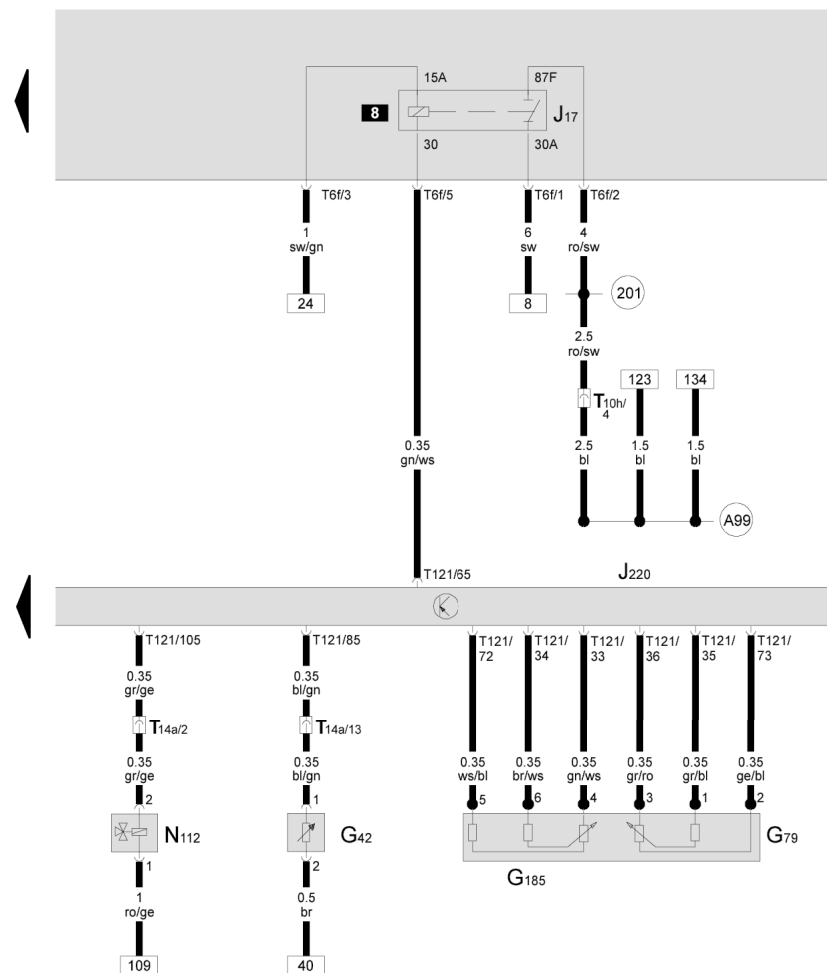 15A 87F
8 J17
30 30A
T6f/3 T6f/5 T6f/1 T6f/2
1 6 4
sw/gn sw ro/sw
24 8 201
2.5
ro/sw
123 134
T10h/
4
0.35 2.5 1.5 1.5
gn/ws bl bl bl
A99
T121/65 J220
T121/105 T121/85 T121/ T121/ T121/ T121/ T121/ T121/
72 34 33 36 35 73
0.35 0.35
gr/ge bl/gn
T14a/2 T14a/13
0.35 0.35 0.35 0.35 0.35 0.35 0.35 0.35
gr/ge bl/gn ws/bl br/ws gn/ws gr/ro gr/bl ge/bl
2 1 5 6 4 3 1 2
N112 G42 G79
1 2 G185
1 0.5
ro/ge br
109 40